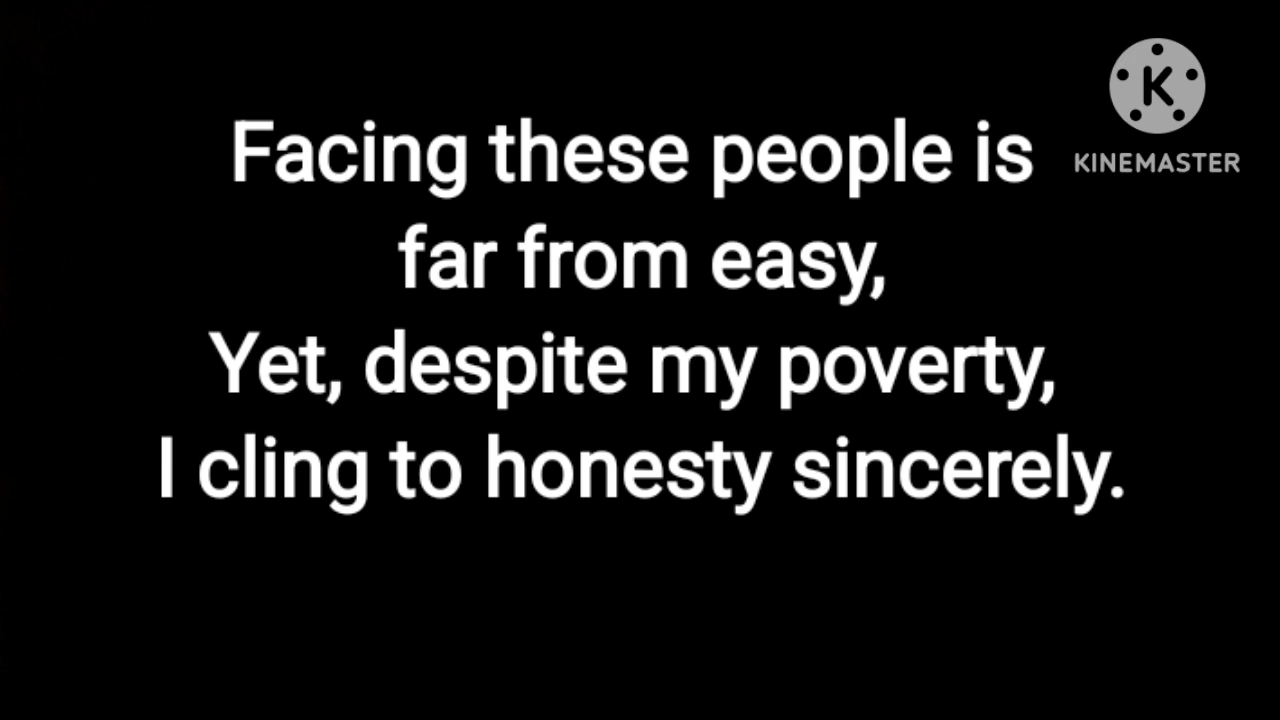 K
KINEMASTER
Facing these people is
far from easy,
Yet, despite my poverty,
I cling to honesty sincerely.